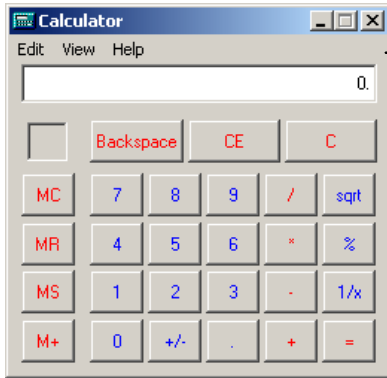 Calculator
Edit View Help
0.
Backspace CE C
MC 7 8 9 / sqrt
MR 4 5 6 * %
MS 1 2 3 - 1/x
M+ 0 +/- . + =